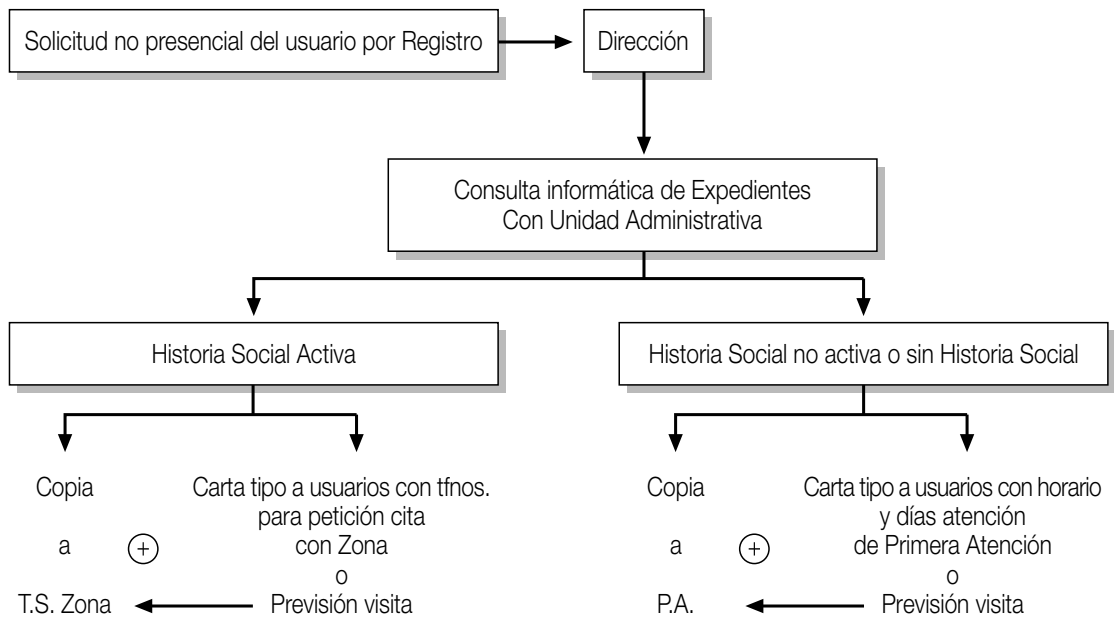 Solicitud no presencial del usuario por Registro
Dirección
Consulta informática de Expedientes
Con Unidad Administrativa
Historia Social Activa
Historia Social no activa o sin Historia Social
Copia
a
T.S. Zona
+
Carta tipo a usuarios con tfnos.
para petición cita
con Zona
o
Previsión visita
Copia
a
P.A.
+
Carta tipo a usuarios con horario
y días atención
de Primera Atención
o
Previsión visita